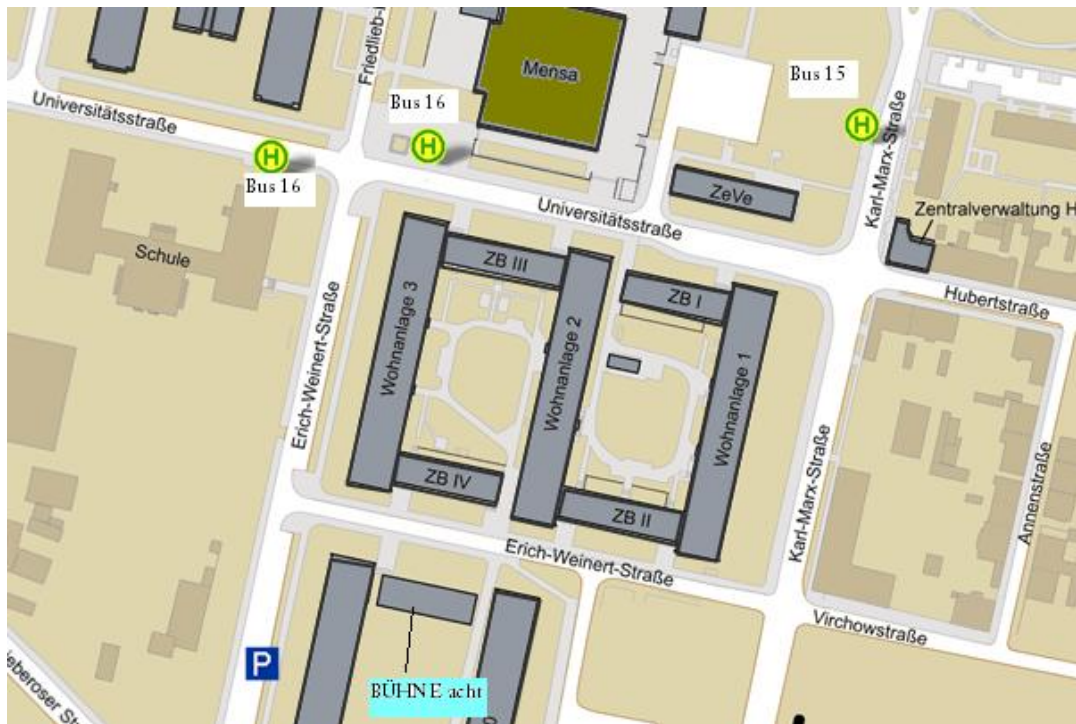 Friedlieb-
Mensa
Bus 15
Bus 16
Universitätsstraße
H
H
H
Bus 16
Karl-Marx-Straße
ZeVe
Zentralverwaltung H
Universitätsstraße
Schule
ZB III
ZB I
Hubertstraße
Wohnanlage 3
Wohnanlage 2
Wohnanlage 1
Erich-Weinert-Straße
ZB IV
ZB II
Karl-Marx-Straße
Annenstraße
Erich-Weinert-Straße
Virchowstraße
P
ieberoser Str
BÜHNE acht